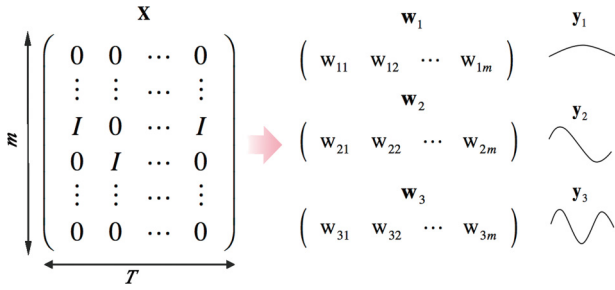 X
m
0 0 ⋯ 0
⋮ ⋮ ⋯ ⋮
I 0 ⋯ I
0 I ⋯ 0
⋮ ⋮ ⋯ ⋮
0 0 ⋯ 0
T
w₁ y₁
( w₁₁ w₁₂ ⋯ w₁ₘ )
w₂ y₂
( w₂₁ w₂₂ ⋯ w₂ₘ )
w₃ y₃
( w₃₁ w₃₂ ⋯ w₃ₘ )